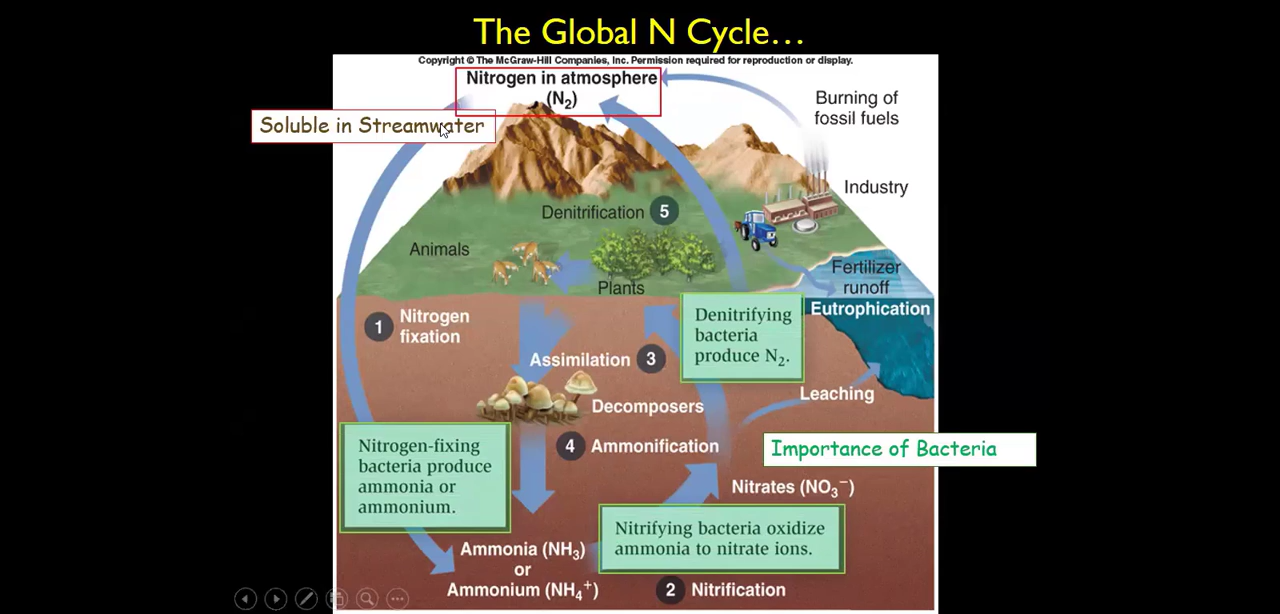 The Global N Cycle…
Copyright © The McGraw-Hill Companies, Inc. Permission required for reproduction or display.
Nitrogen in atmosphere
(N₂)
Soluble in Streamwater
Burning of
fossil fuels
Industry
Denitrification 5
Animals
Plants
Fertilizer
runoff
Eutrophication
1 Nitrogen
fixation
Denitrifying
bacteria
produce N₂.
Assimilation 3
Leaching
Decomposers
4 Ammonification
Importance of Bacteria
Nitrogen-fixing
bacteria produce
ammonia or
ammonium.
Nitrates (NO₃⁻)
Nitrifying bacteria oxidize
ammonia to nitrate ions.
Ammonia (NH₃)
or
Ammonium (NH₄⁺)
2 Nitrification